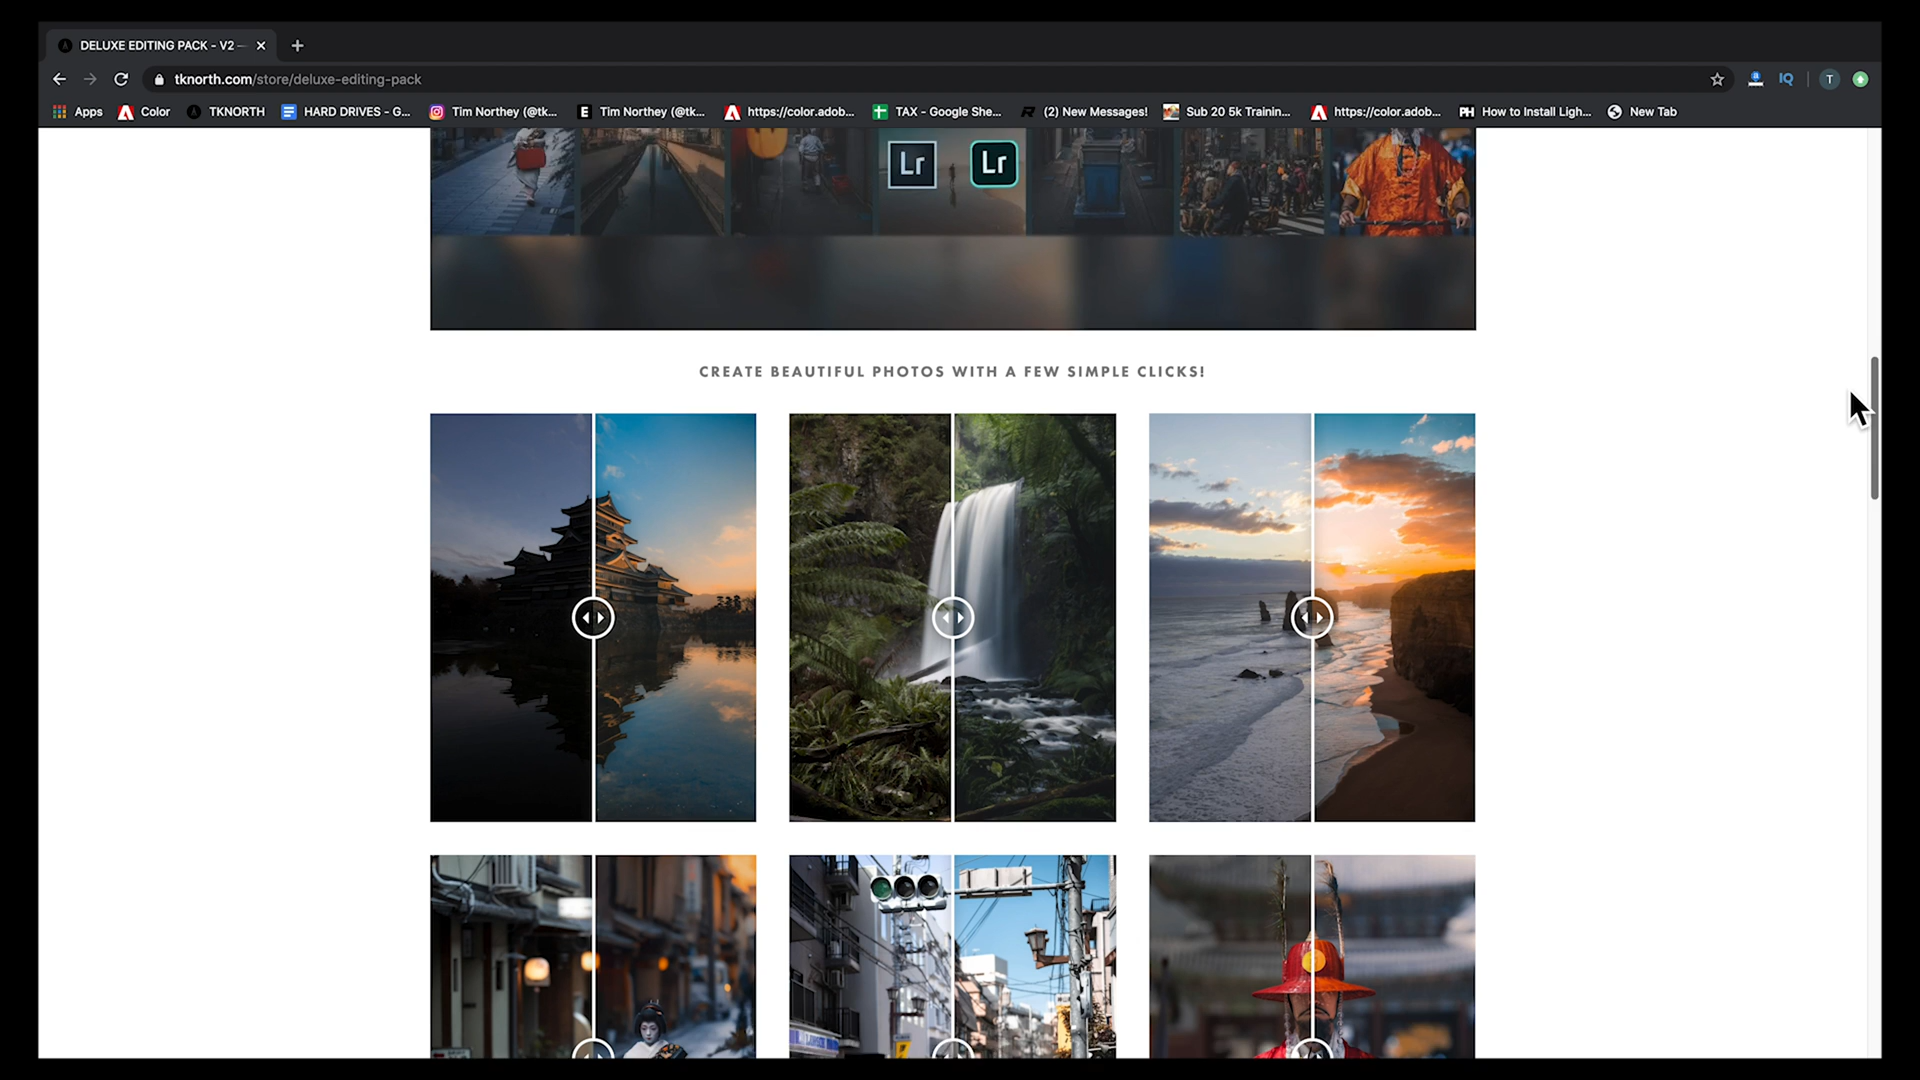 DELUXE EDITING PACK - V2 —
tknorth.com/store/deluxe-editing-pack
IQ
T
Apps
Color
TKNORTH
HARD DRIVES - G...
Tim Northey (@tk...
E
Tim Northey (@tk...
https://color.adob...
TAX - Google She...
(2) New Messages!
Sub 20 5k Trainin...
https://color.adob...
PH
How to Install Ligh...
New Tab
Lr
Lr
CREATE BEAUTIFUL PHOTOS WITH A FEW SIMPLE CLICKS!